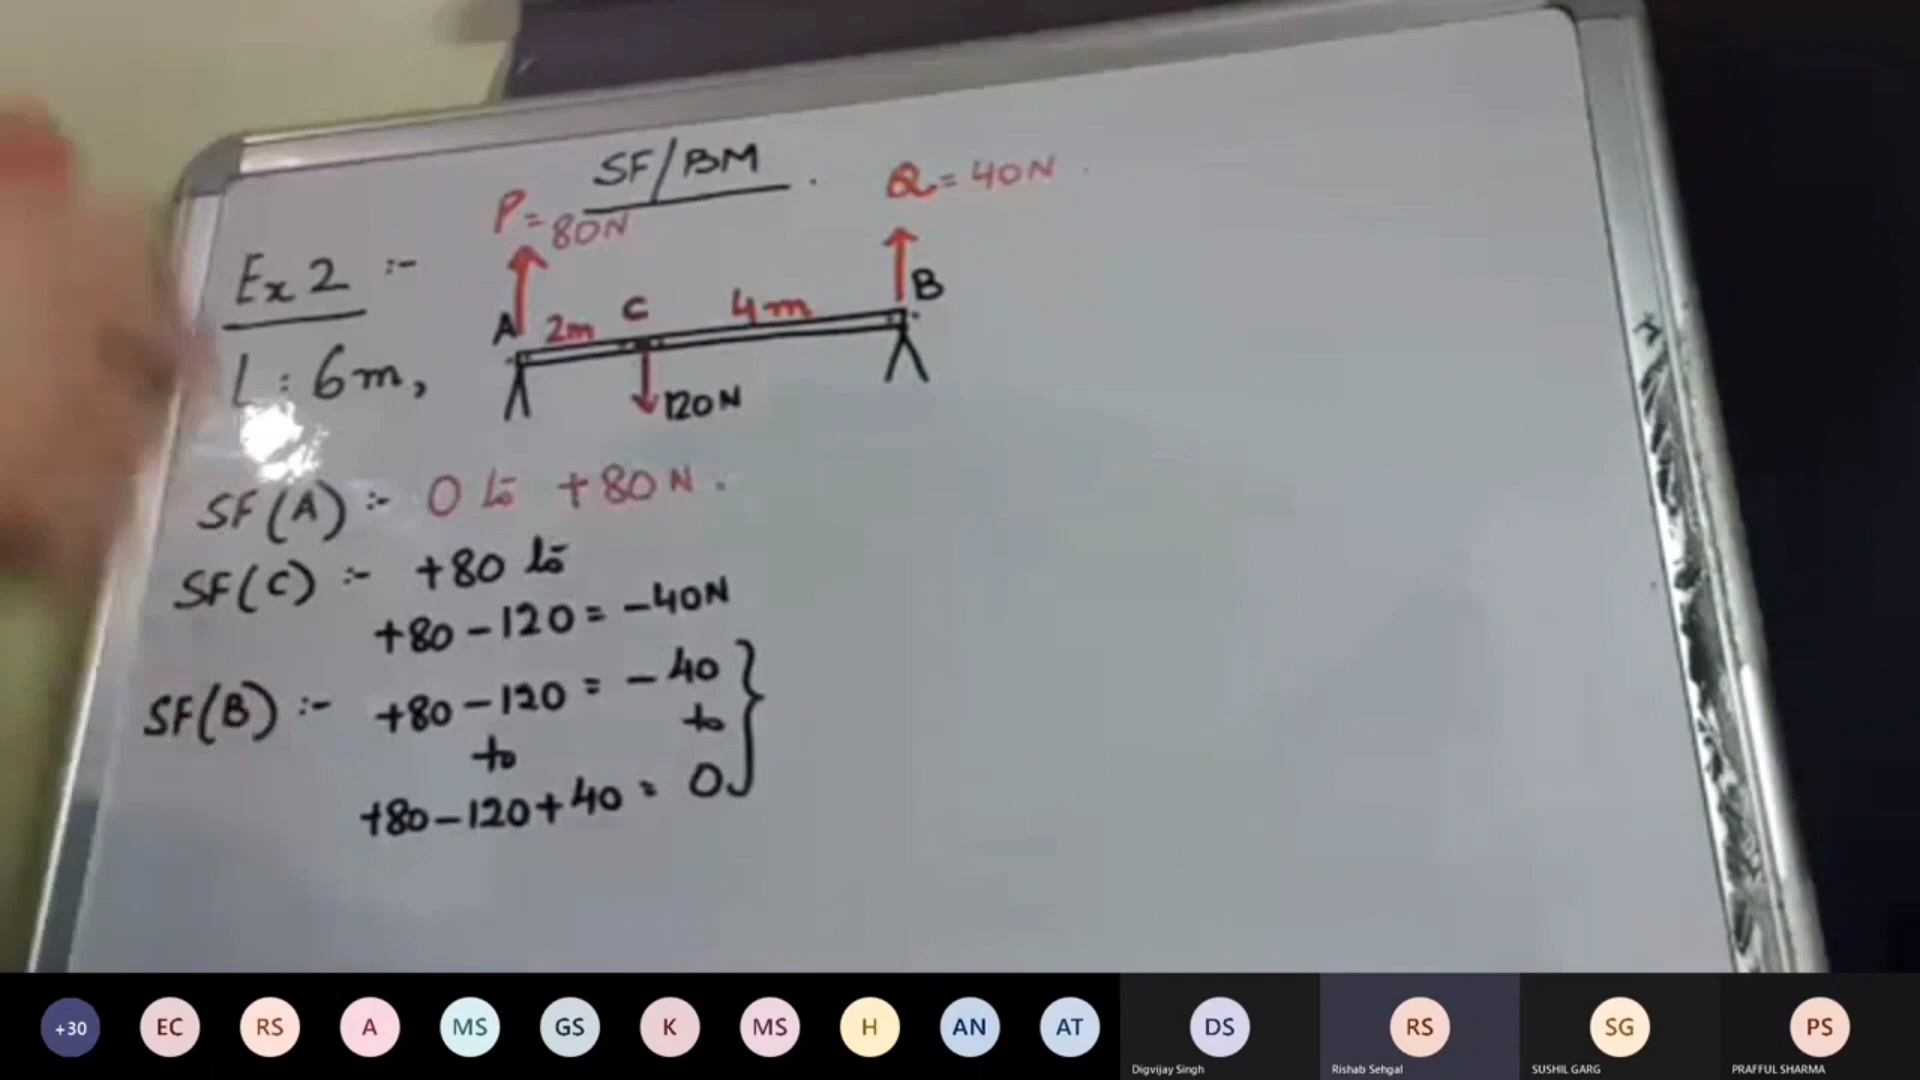 SF/BM .
P = 80N
Q = 40N .
Ex 2 :-
A 2m C 4m B
L : 6m,
120N
SF(A) :- 0 to +80N .
SF(C) :- +80 to
+80 - 120 = -40N
SF(B) :- +80 - 120 = - 40
to to
+80 - 120 + 40 = 0
+30 EC RS A MS GS K MS H AN AT DS RS SG PS
Digvijay Singh Rishab Sehgal SUSHIL GARG PRAFFUL SHARMA